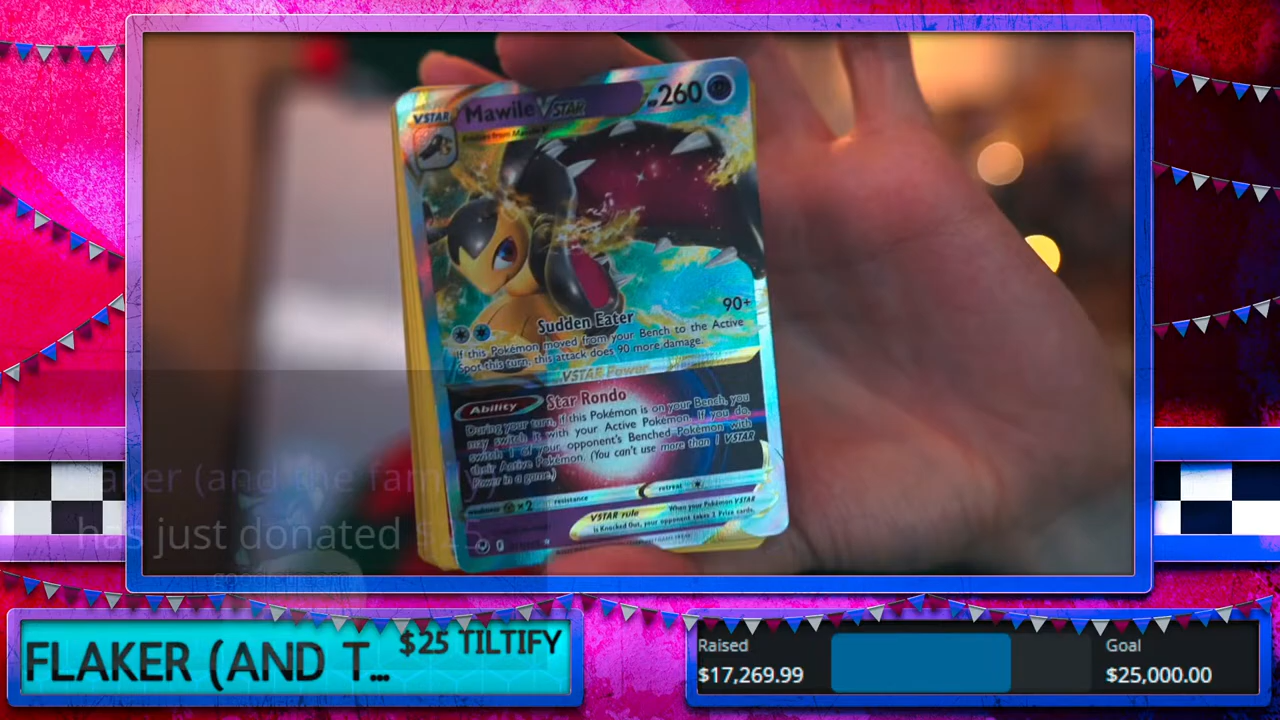 Mawile VSTAR
260
VSTAR
90+
Sudden Eater
If this Pokémon moved from your Bench to the Active
Spot this turn, this attack does 90 more damage.
VSTAR Power
Ability
Star Rondo
During your turn, if this Pokémon is on your Bench, you
may switch it with your Active Pokémon. If you do,
switch 1 of your opponent's Benched Pokémon with
their Active Pokémon. (You can't use more than 1 VSTAR
Power in a game.)
weakness ×2 resistance retreat
VSTAR rule
When your Pokémon VSTAR
is Knocked Out, your opponent takes 2 Prize cards.
aker (and the family)
has just donated $25
good stream
FLAKER (AND T...
$25 TILTIFY
Raised
$17,269.99
Goal
$25,000.00